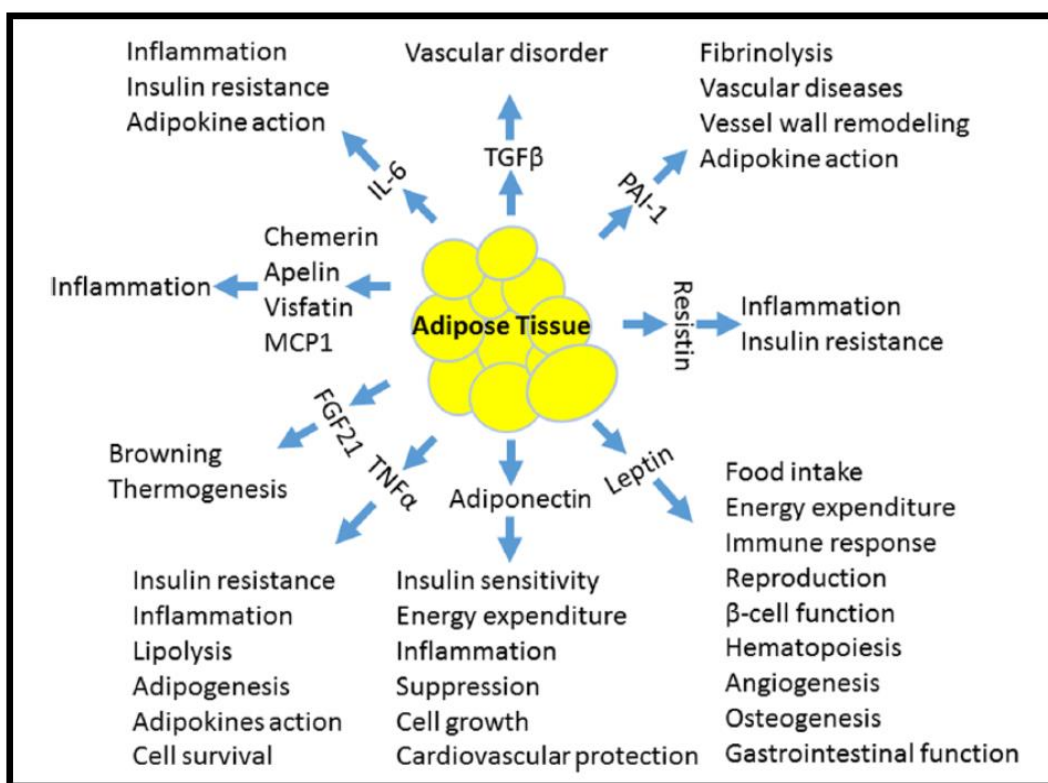 Inflammation
Insulin resistance
Adipokine action
IL-6
Vascular disorder
TGFβ
Fibrinolysis
Vascular diseases
Vessel wall remodeling
Adipokine action
PAI-1
Chemerin
Apelin
Visfatin
MCP1
Inflammation
Adipose Tissue
Resistin
Inflammation
Insulin resistance
FGF21
Browning
Thermogenesis
TNFα
Insulin resistance
Inflammation
Lipolysis
Adipogenesis
Adipokines action
Cell survival
Adiponectin
Insulin sensitivity
Energy expenditure
Inflammation
Suppression
Cell growth
Cardiovascular protection
Leptin
Food intake
Energy expenditure
Immune response
Reproduction
β-cell function
Hematopoiesis
Angiogenesis
Osteogenesis
Gastrointestinal function